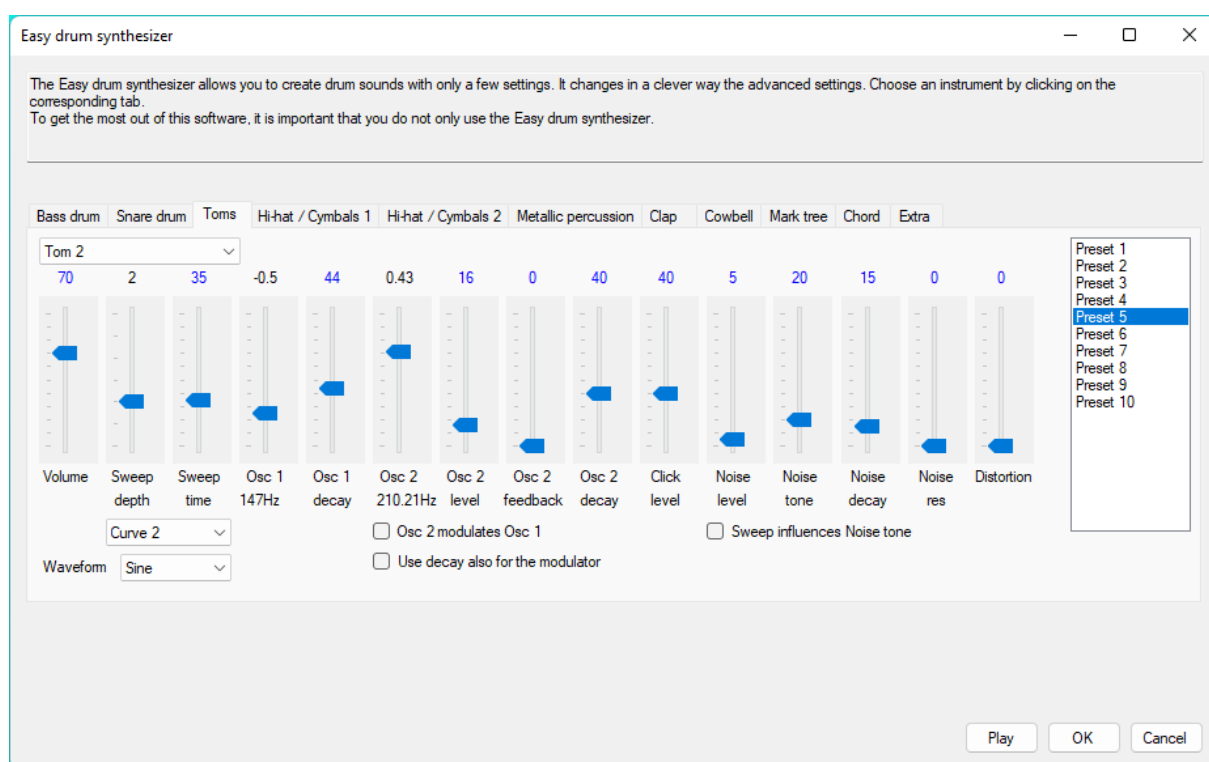 Easy drum synthesizer
The Easy drum synthesizer allows you to create drum sounds with only a few settings. It changes in a clever way the advanced settings. Choose an instrument by clicking on the
corresponding tab.
To get the most out of this software, it is important that you do not only use the Easy drum synthesizer.
Bass drum Snare drum Toms Hi-hat / Cymbals 1 Hi-hat / Cymbals 2 Metallic percussion Clap Cowbell Mark tree Chord Extra
Tom 2
70 2 35 -0.5 44 0.43 16 0 40 40 5 20 15 0 0
Volume Sweep Sweep Osc 1 Osc 1 Osc 2 Osc 2 Osc 2 Osc 2 Click Noise Noise Noise Noise Distortion
depth time 147Hz decay 210.21Hz level feedback decay level level tone decay res
Curve 2 Osc 2 modulates Osc 1 Sweep influences Noise tone
Waveform Sine Use decay also for the modulator
Preset 1
Preset 2
Preset 3
Preset 4
Preset 5
Preset 6
Preset 7
Preset 8
Preset 9
Preset 10
Play OK Cancel